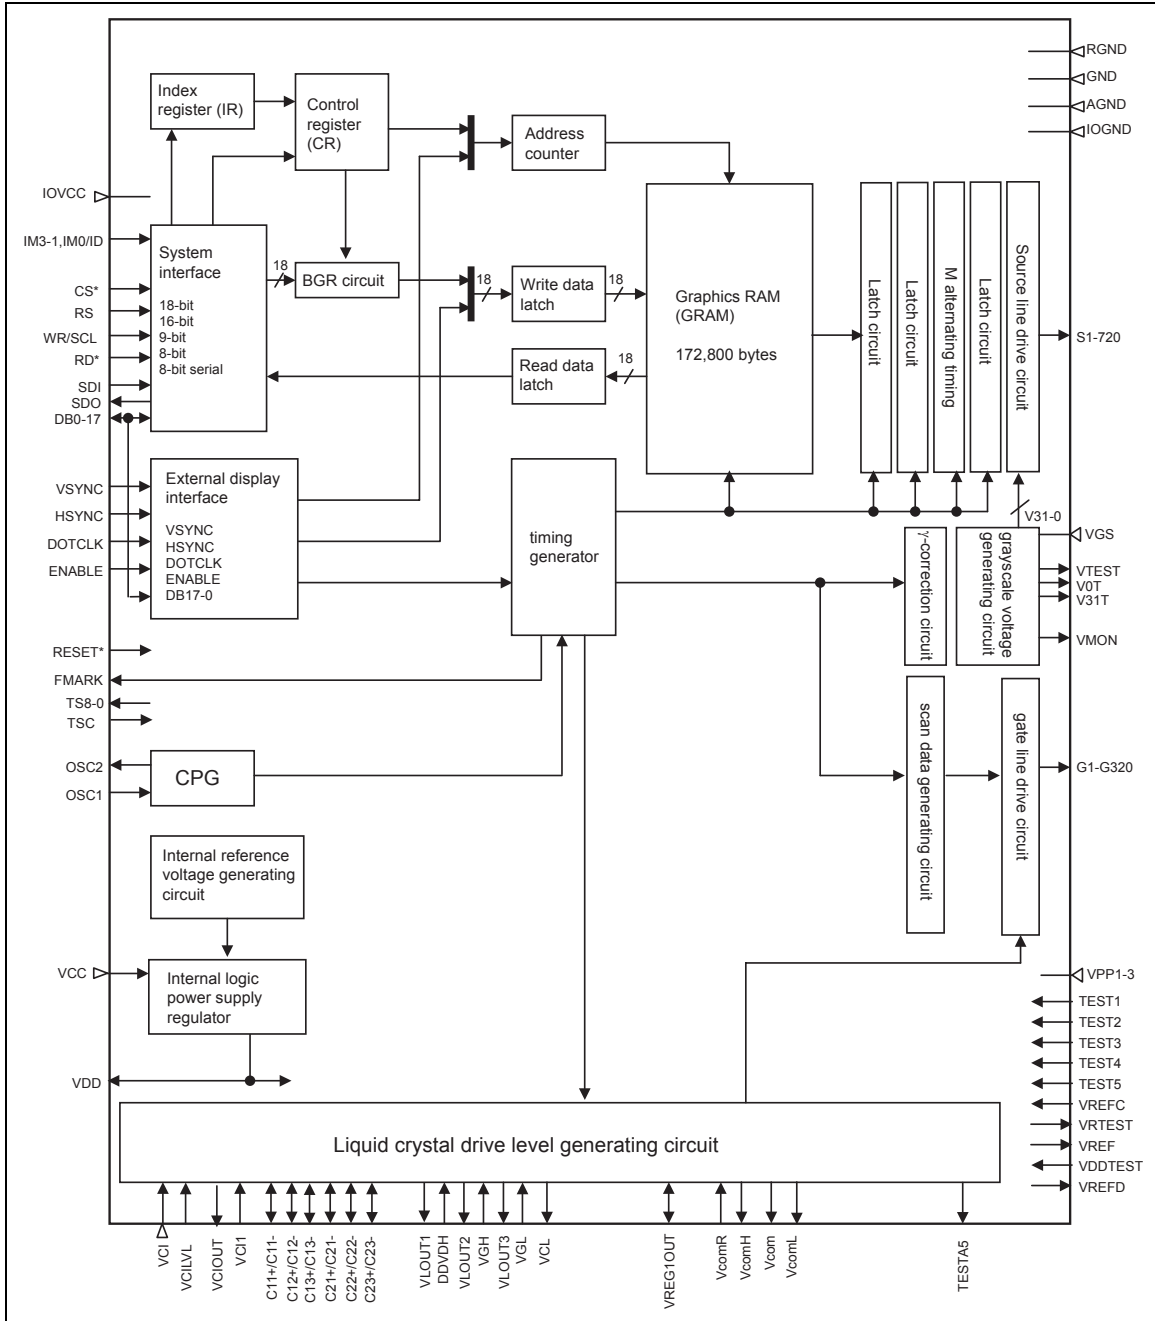 RGND
GND
AGND
IOGND
Index
register (IR)
Control
register
(CR)
Address
counter
IOVCC
IM3-1,IM0/ID
CS*
RS
WR/SCL
RD*
SDI
SDO
DB0-17
System
interface
18-bit
16-bit
9-bit
8-bit
8-bit serial
18
BGR circuit
18
Write data
latch
18
Read data
latch
18
Graphics RAM
(GRAM)
172,800 bytes
Latch circuit
Latch circuit
M alternating timing
Latch circuit
Source line drive circuit
S1-720
VSYNC
HSYNC
DOTCLK
ENABLE
External display
interface
VSYNC
HSYNC
DOTCLK
ENABLE
DB17-0
timing
generator
V31-0
γ-correction circuit
grayscale voltage
generating circuit
VGS
VTEST
V0T
V31T
VMON
RESET*
FMARK
TS8-0
TSC
OSC2
OSC1
CPG
scan data generating circuit
gate line drive circuit
G1-G320
Internal reference
voltage generating
circuit
VCC
Internal logic
power supply
regulator
VDD
VPP1-3
TEST1
TEST2
TEST3
TEST4
TEST5
VREFC
VRTEST
VREF
VDDTEST
VREFD
Liquid crystal drive level generating circuit
VCI
VCILVL
VCIOUT
VCI1
C11+/C11-
C12+/C12-
C13+/C13-
C21+/C21-
C22+/C22-
C23+/C23-
VLOUT1
DDVDH
VLOUT2
VGH
VLOUT3
VGL
VCL
VREG1OUT
VcomR
VcomH
Vcom
VcomL
TESTA5